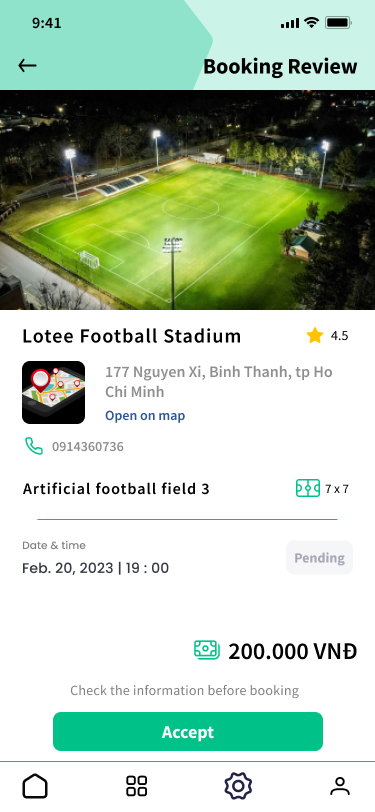 9:41
Booking Review
Lotee Football Stadium
4.5
177 Nguyen Xi, Binh Thanh, tp Ho
Chi Minh
Open on map
0914360736
Artificial football field 3
7 x 7
Date & time
Feb. 20, 2023 | 19 : 00
Pending
200.000 VNĐ
Check the information before booking
Accept